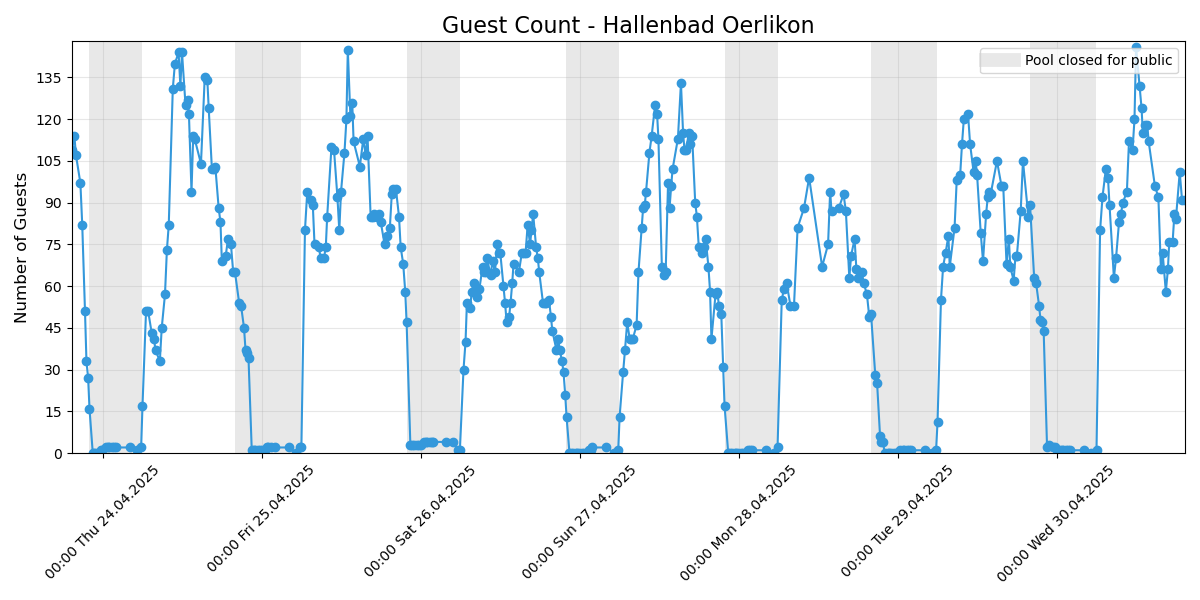 Guest Count - Hallenbad Oerlikon
Pool closed for public
Number of Guests
135
120
105
90
75
60
45
30
15
0
00:00 Thu 24.04.2025
00:00 Fri 25.04.2025
00:00 Sat 26.04.2025
00:00 Sun 27.04.2025
00:00 Mon 28.04.2025
00:00 Tue 29.04.2025
00:00 Wed 30.04.2025